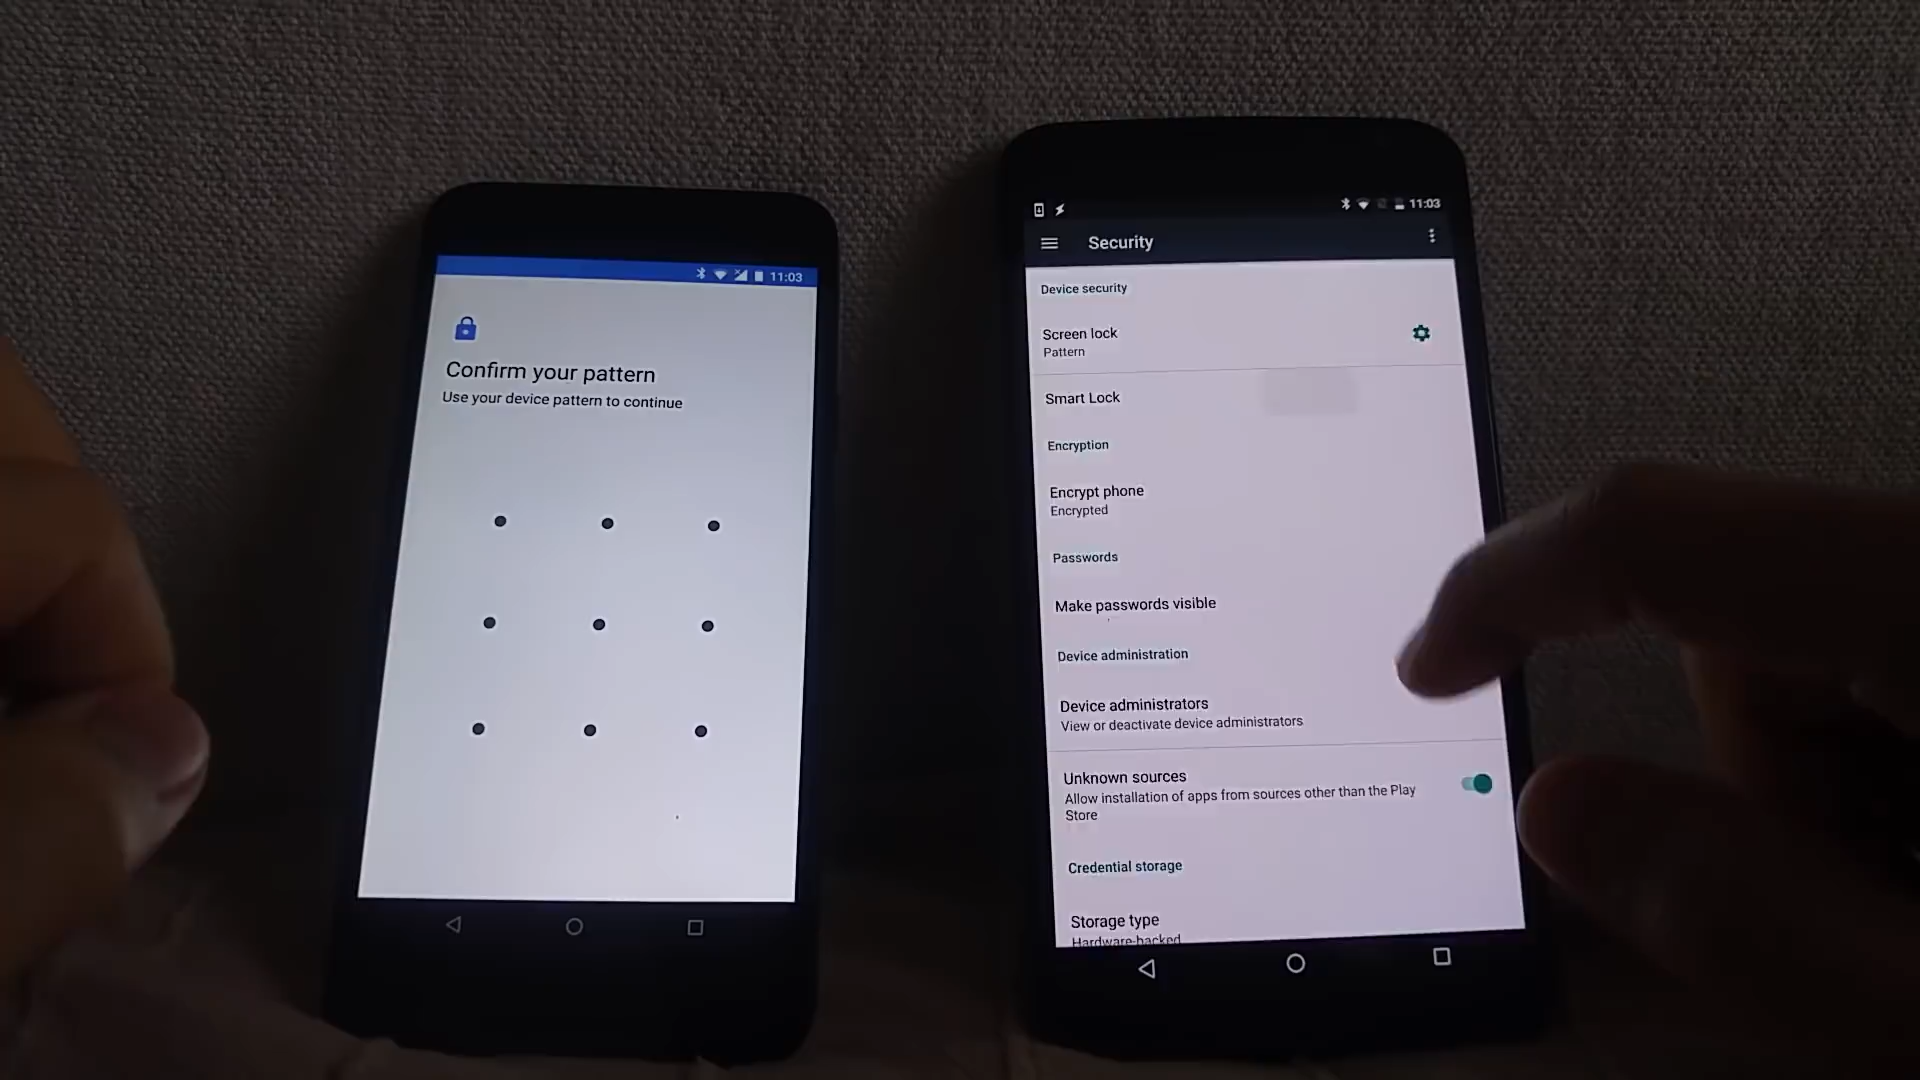 11:03
Confirm your pattern
Use your device pattern to continue
11:03
Security
Device security
Screen lock
Pattern
Smart Lock
Encryption
Encrypt phone
Encrypted
Passwords
Make passwords visible
Device administration
Device administrators
View or deactivate device administrators
Unknown sources
Allow installation of apps from sources other than the Play
Store
Credential storage
Storage type
Hardware-backed